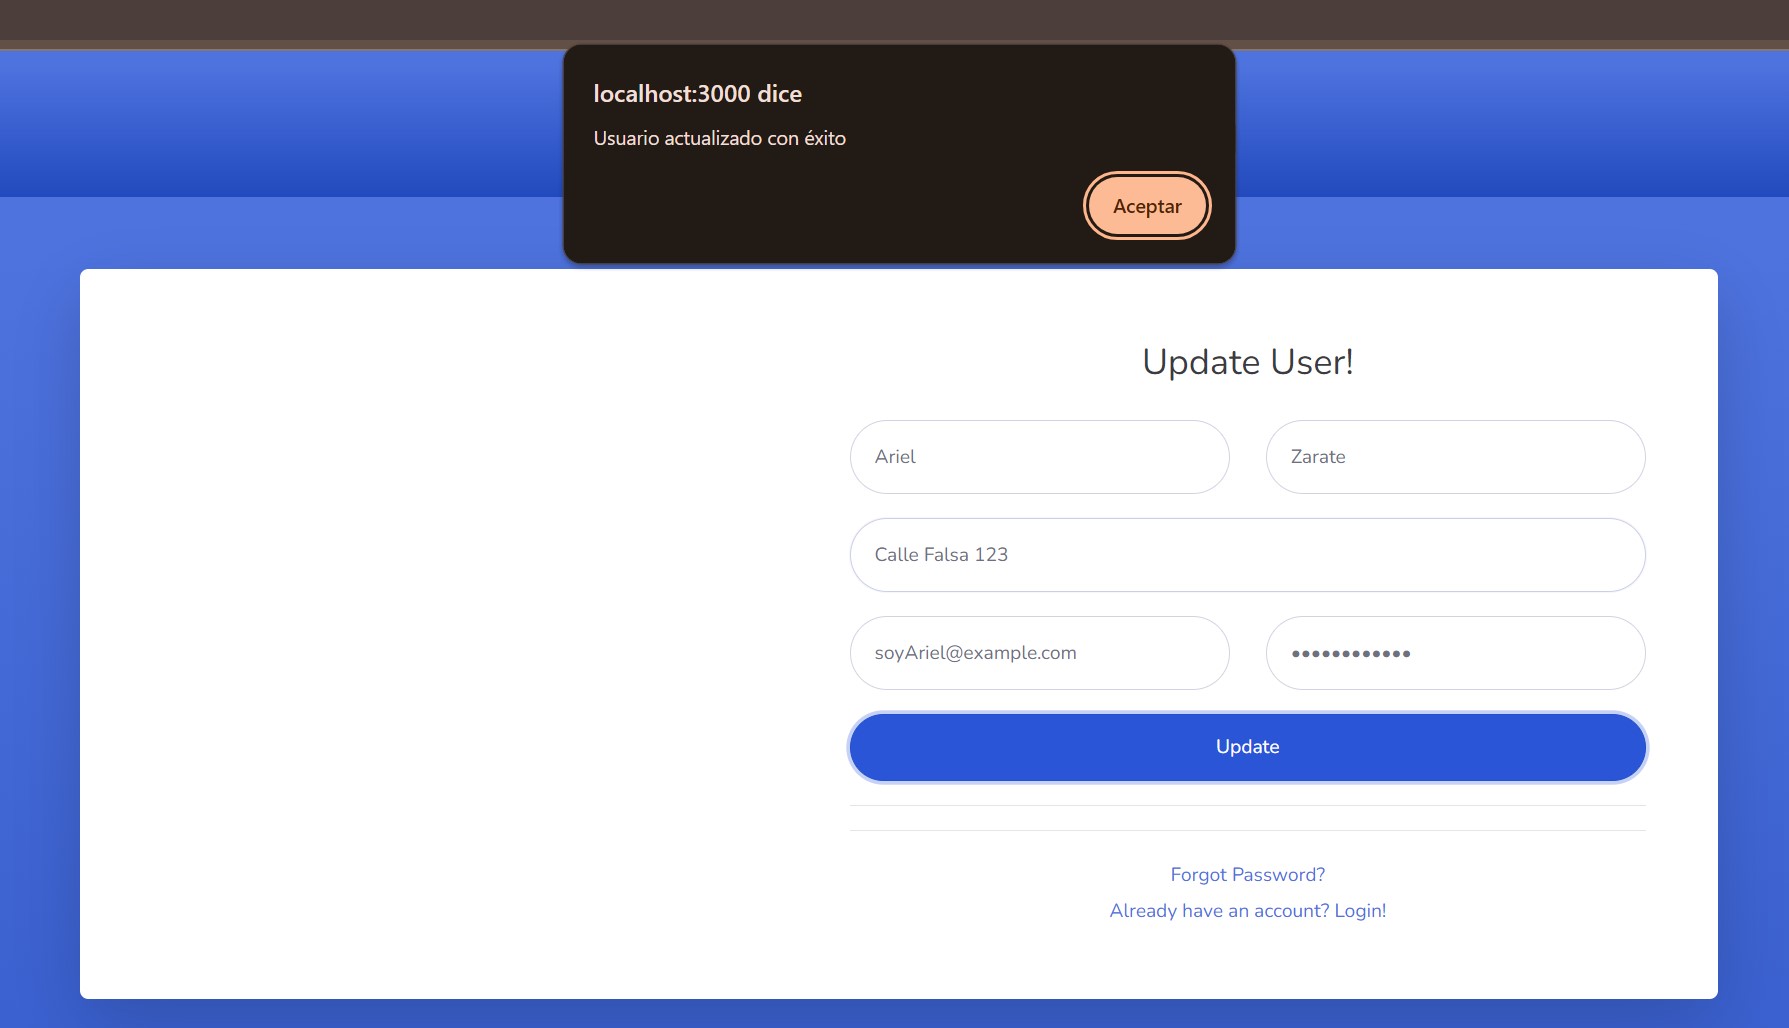 localhost:3000 dice
Usuario actualizado con éxito
Aceptar
Update User!
Ariel
Zarate
Calle Falsa 123
soyAriel@example.com
••••••••••••
Update
Forgot Password?
Already have an account? Login!